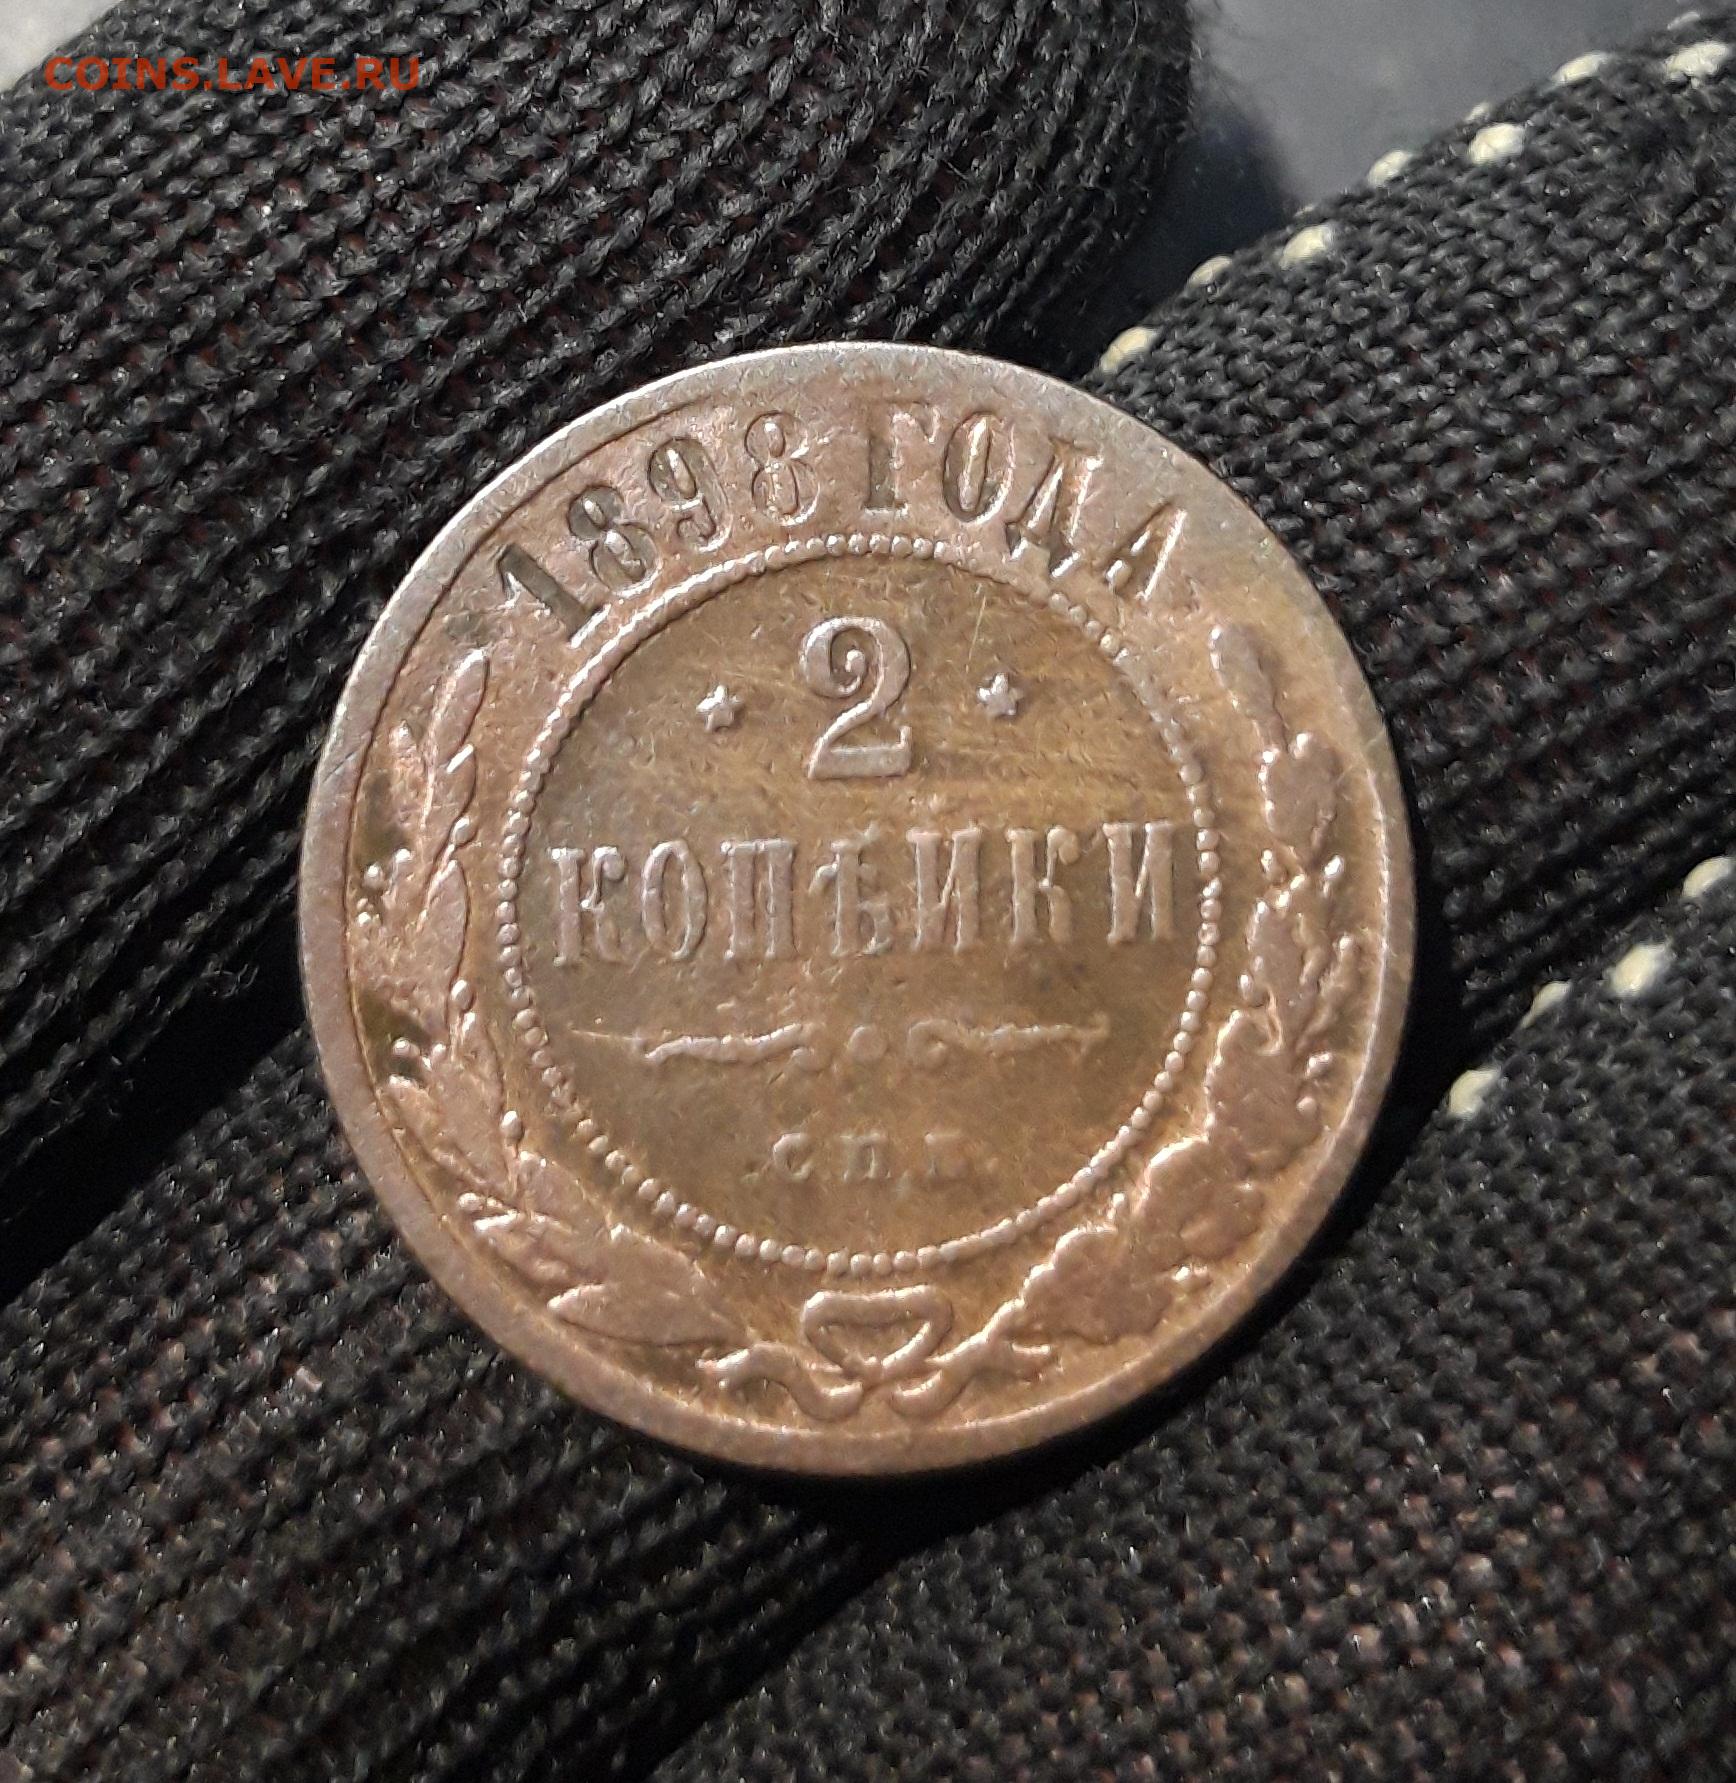 COINS.LAVE.RU
1898 ГОДА
* 2 *
КОПѢЙКИ
С.П.Б.